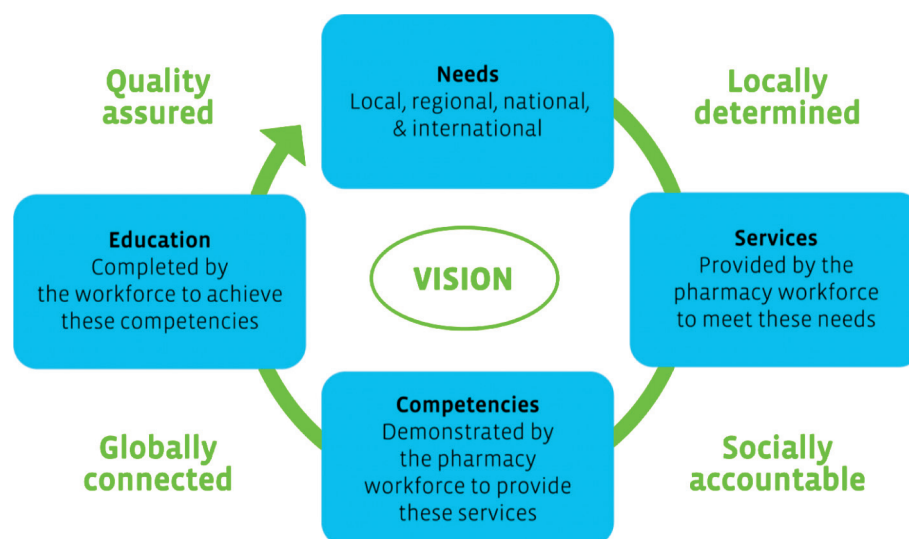 Quality
assured
Needs
Local, regional, national,
& international
Locally
determined
Education
Completed by
the workforce to achieve
these competencies
VISION
Services
Provided by the
pharmacy workforce
to meet these needs
Globally
connected
Competencies
Demonstrated by
the pharmacy
workforce to provide
these services
Socially
accountable